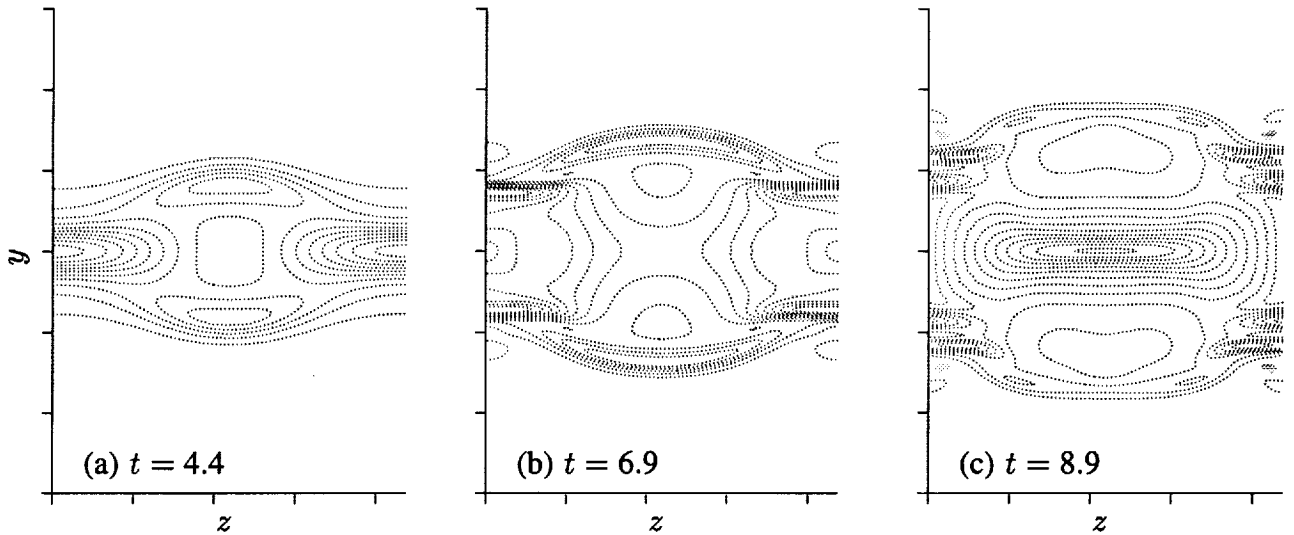 y
(a) t = 4.4
(b) t = 6.9
(c) t = 8.9
z
z
z